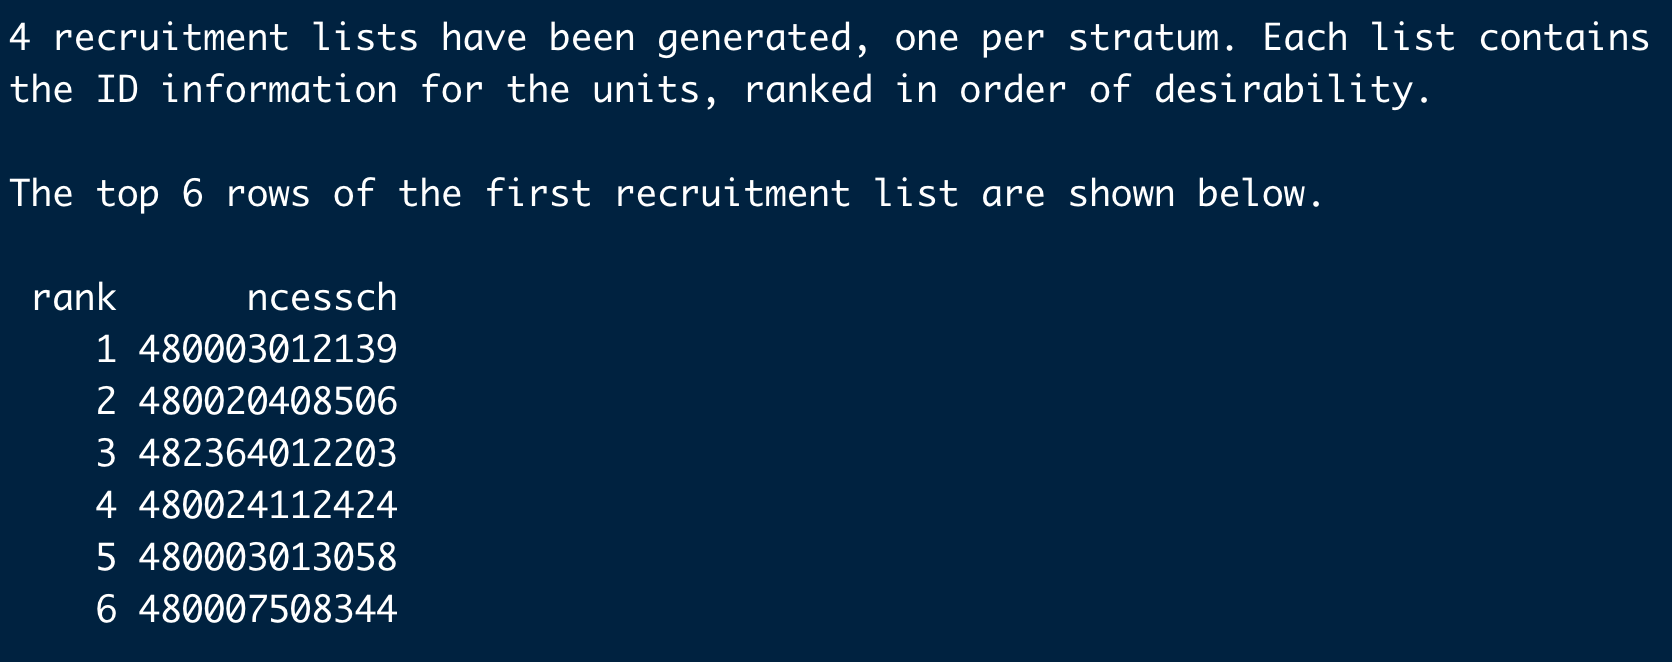 4 recruitment lists have been generated, one per stratum. Each list contains
the ID information for the units, ranked in order of desirability.
The top 6 rows of the first recruitment list are shown below.
rank ncessch
1 480003012139
2 480020408506
3 482364012203
4 480024112424
5 480003013058
6 480007508344